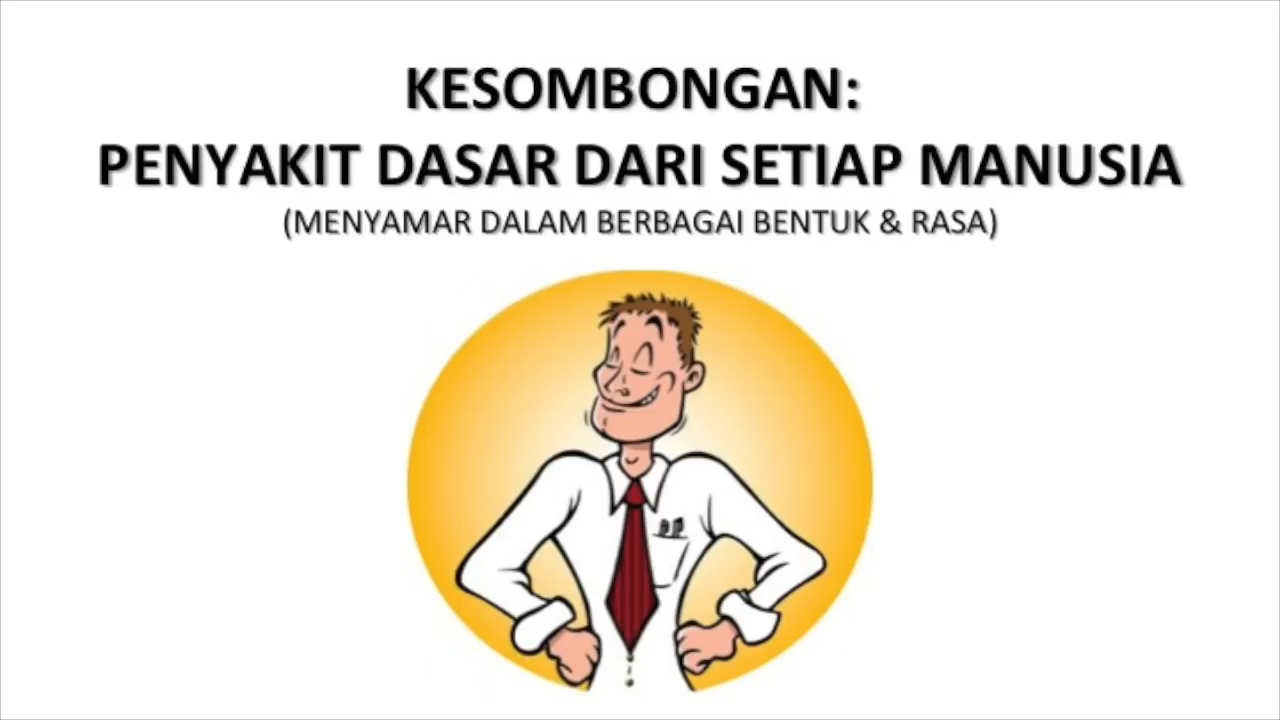 KESOMBONGAN:
PENYAKIT DASAR DARI SETIAP MANUSIA
(MENYAMAR DALAM BERBAGAI BENTUK & RASA)